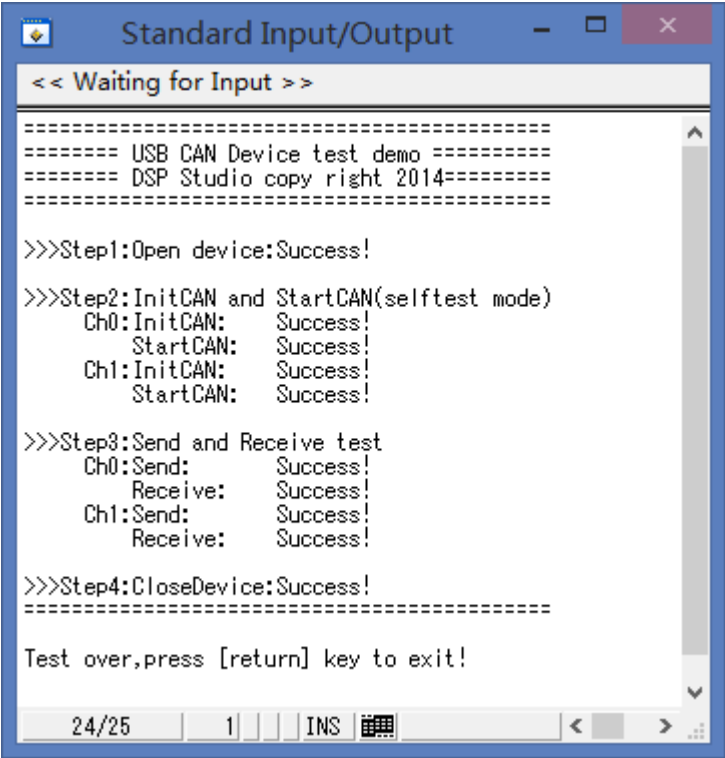 Standard Input/Output
<< Waiting for Input >>
============================================
======== USB CAN Device test demo ==========
======== DSP Studio copy right 2014=========
============================================
>>>Step1:Open device:Success!
>>>Step2:InitCAN and StartCAN(selftest mode)
Ch0:InitCAN:    Success!
StartCAN:   Success!
Ch1:InitCAN:    Success!
StartCAN:   Success!
>>>Step3:Send and Receive test
Ch0:Send:       Success!
Receive:    Success!
Ch1:Send:       Success!
Receive:    Success!
>>>Step4:CloseDevice:Success!
============================================
Test over,press [return] key to exit!
24/25 1 INS